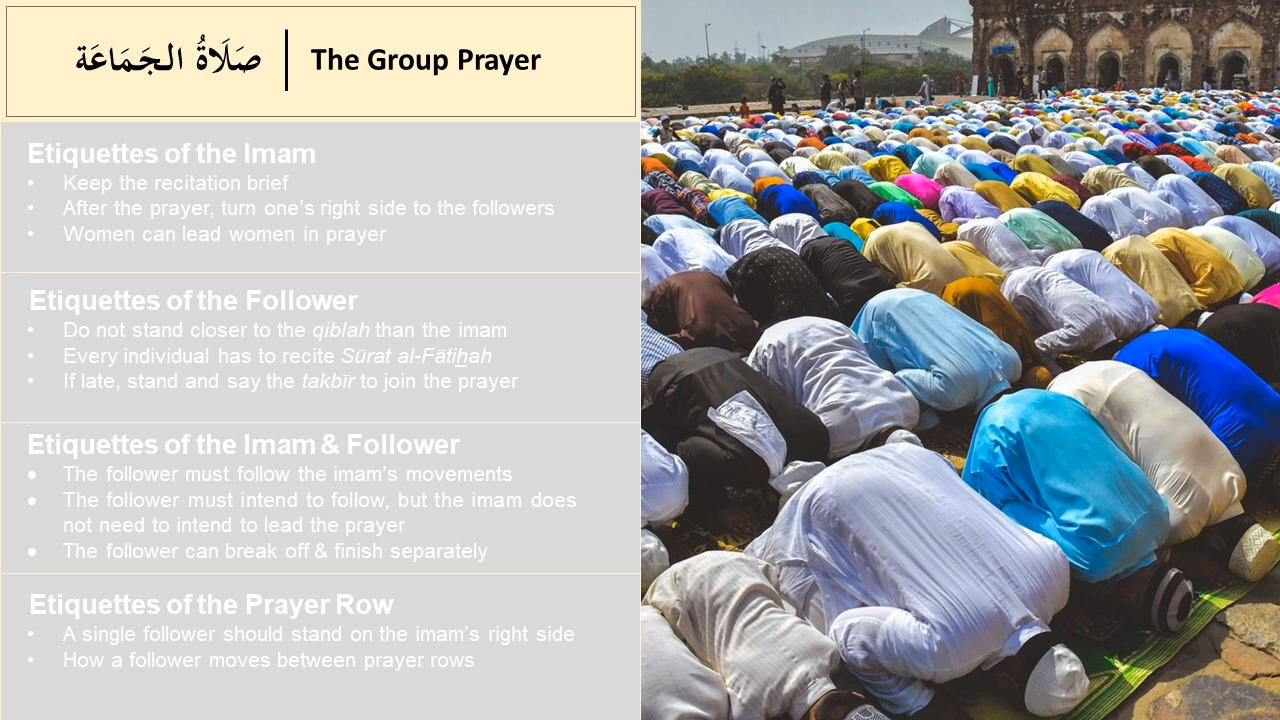 صَلَاةُ الجَمَاعَة | The Group Prayer
Etiquettes of the Imam
• Keep the recitation brief
• After the prayer, turn one’s right side to the followers
• Women can lead women in prayer
Etiquettes of the Follower
• Do not stand closer to the qiblah than the imam
• Every individual has to recite Sūrat al-Fātihah
• If late, stand and say the takbīr to join the prayer
Etiquettes of the Imam & Follower
• The follower must follow the imam’s movements
• The follower must intend to follow, but the imam does
not need to intend to lead the prayer
• The follower can break off & finish separately
Etiquettes of the Prayer Row
• A single follower should stand on the imam’s right side
• How a follower moves between prayer rows